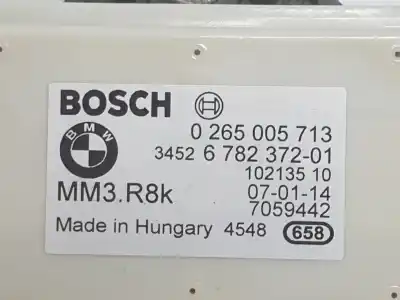 BOSCH
BMW
0 265 005 713
3452 6 782 372-01
102135 10
MM3.R8k 07-01-14
7059442
Made in Hungary 4548 658